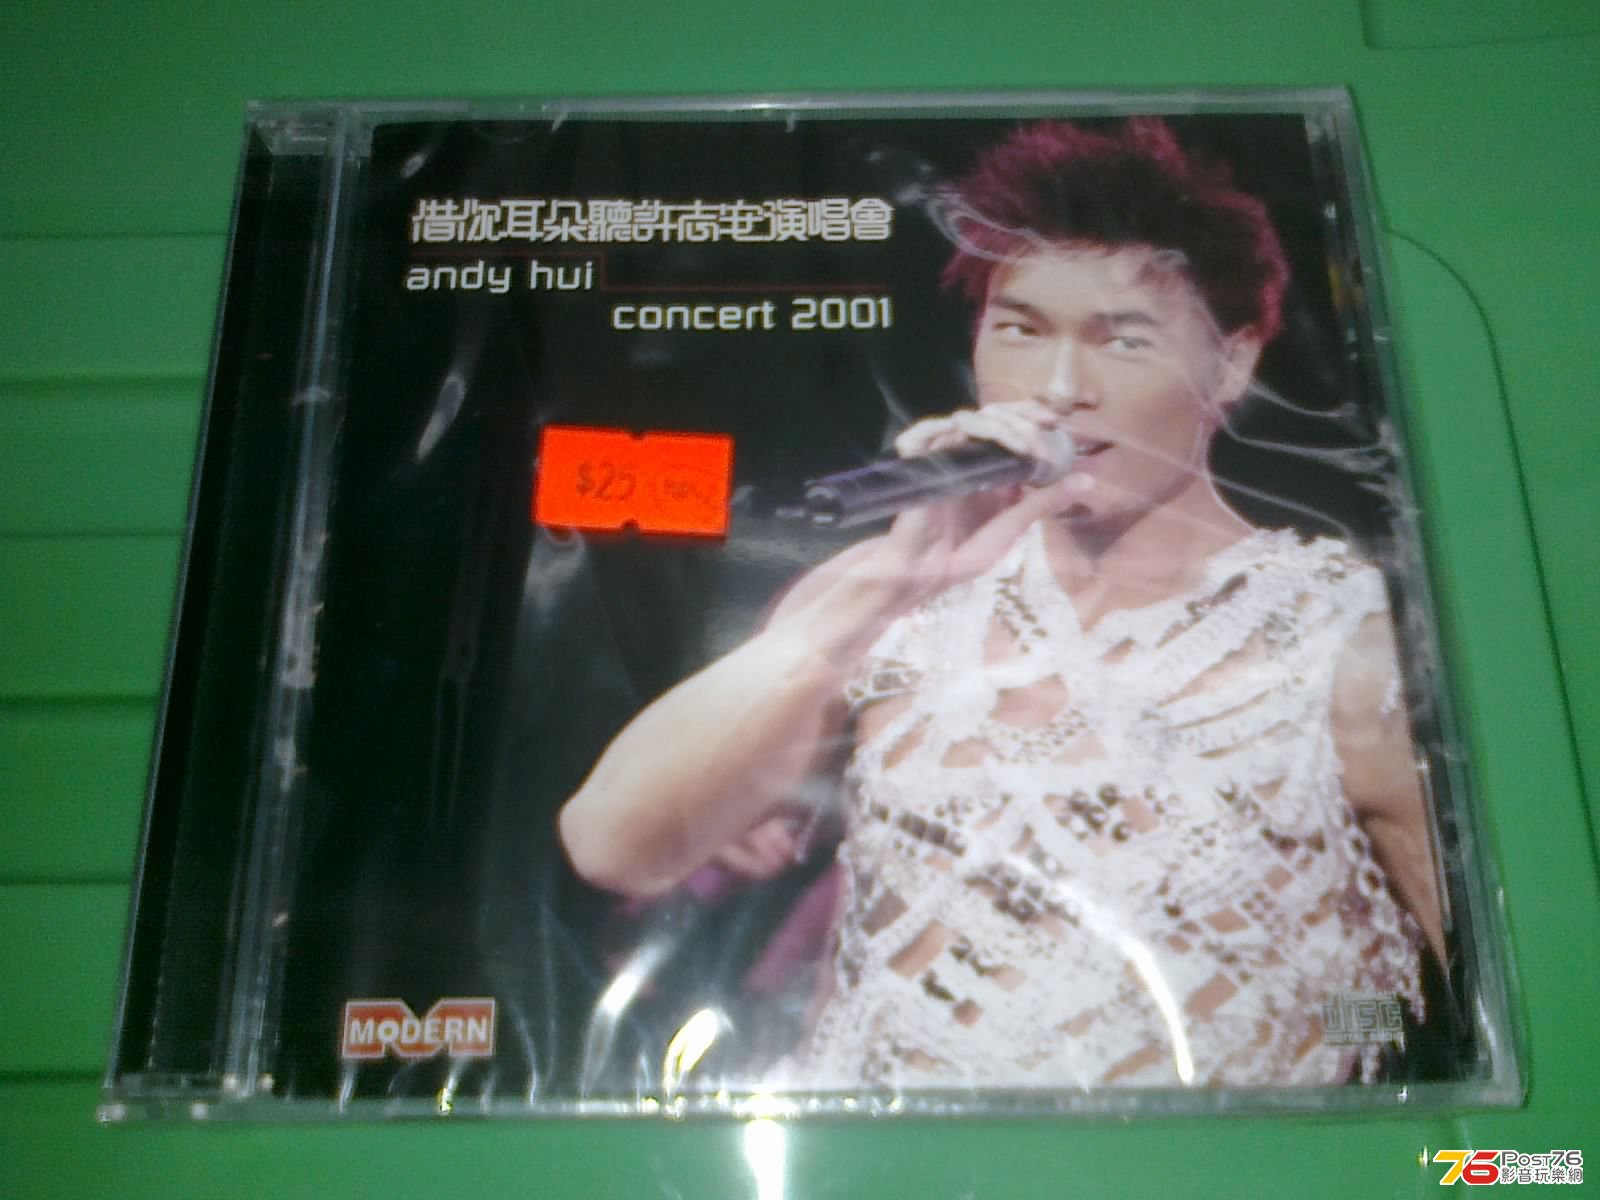 借你耳朵聽許志安演唱會
andy hui
concert 2001
$25
MODERN
disc
Post76
影音玩樂網